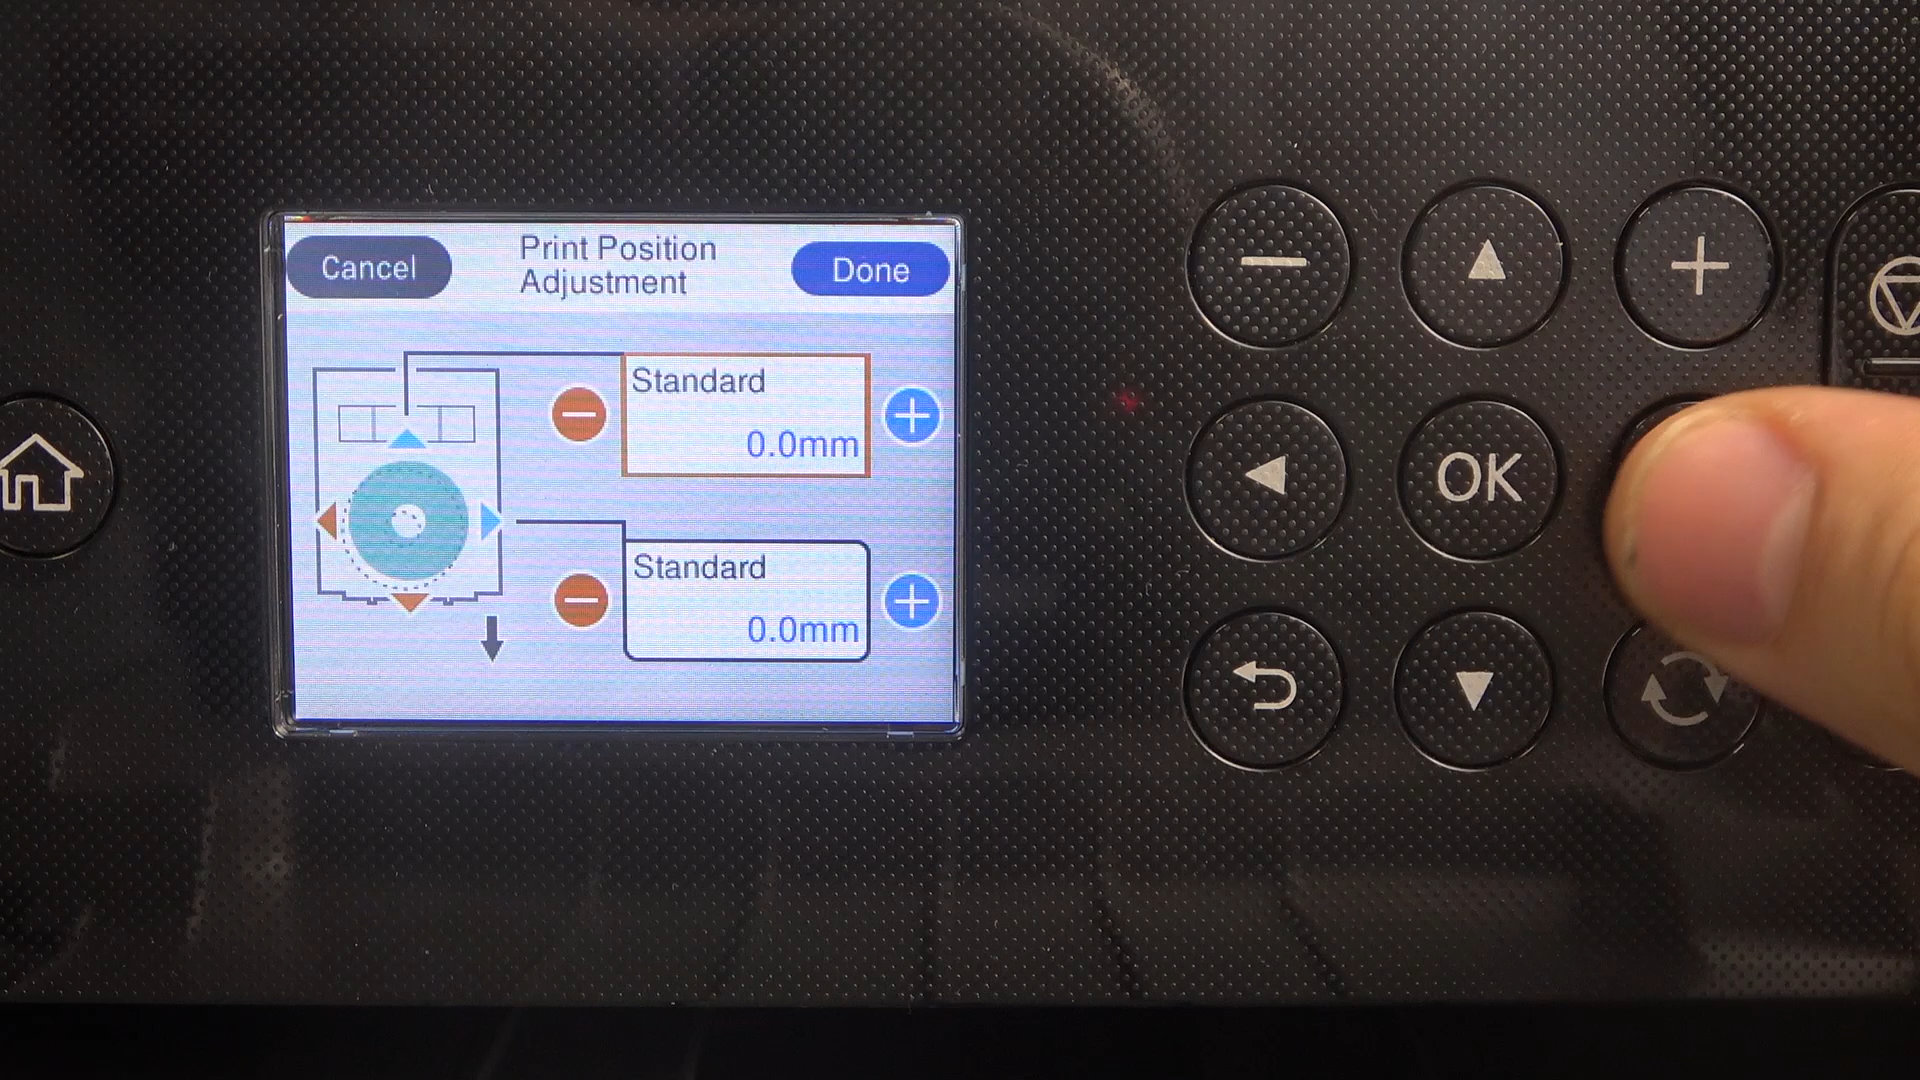 Cancel
Print Position
Adjustment
Done
Standard
0.0mm
Standard
0.0mm
OK